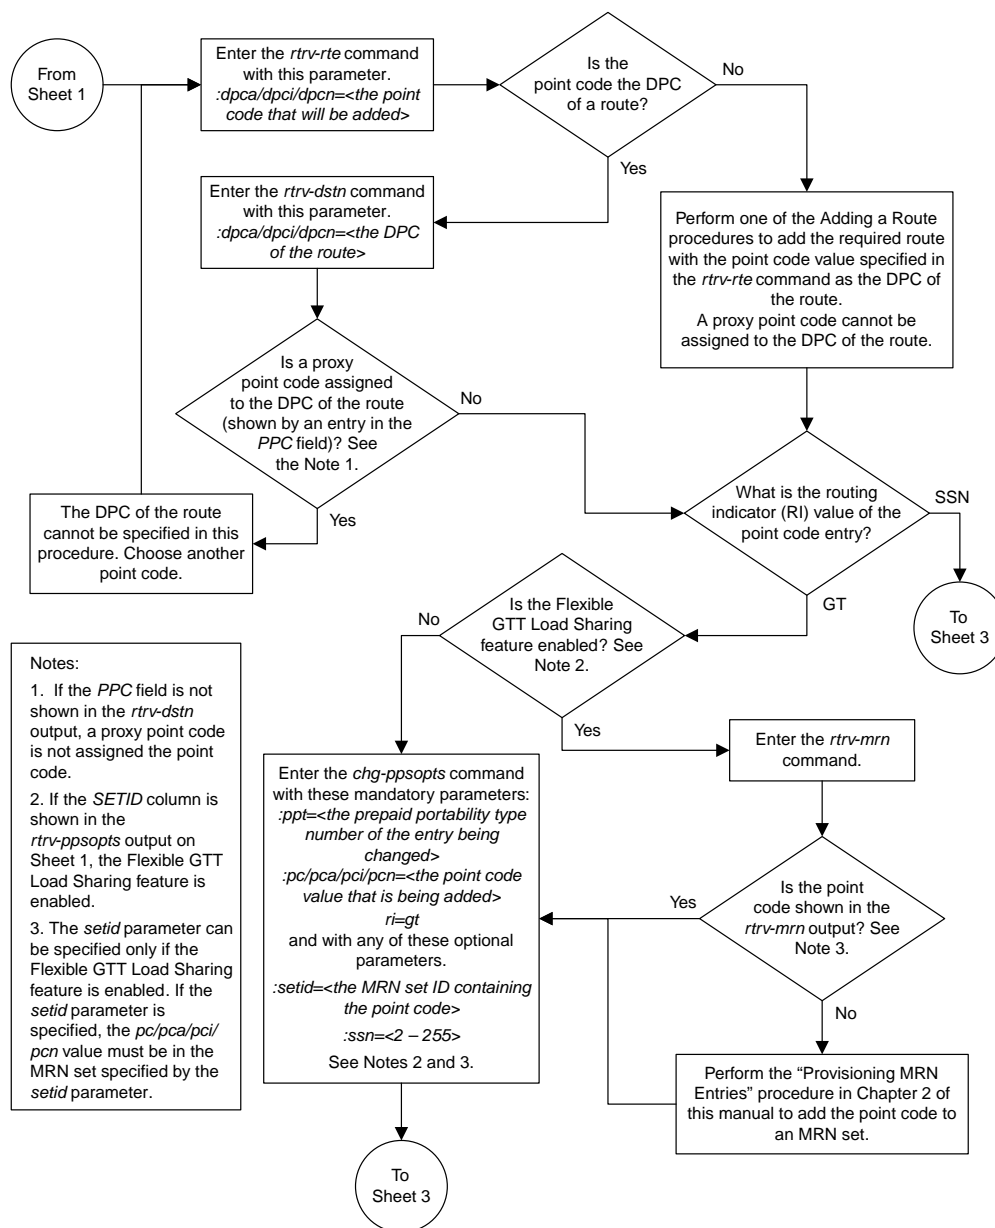 From
Sheet 1
Enter the rtrv-rte command
with this parameter.
:dpca/dpci/dpcn=<the point
code that will be added>
Is the
point code the DPC
of a route?
No
Yes
Enter the rtrv-dstn command
with this parameter.
:dpca/dpci/dpcn=<the DPC
of the route>
Perform one of the Adding a Route
procedures to add the required route
with the point code value specified in
the rtrv-rte command as the DPC of
the route.
A proxy point code cannot be
assigned to the DPC of the route.
Is a proxy
point code assigned
to the DPC of the route
(shown by an entry in the
PPC field)? See
the Note 1.
No
Yes
The DPC of the route
cannot be specified in this
procedure. Choose another
point code.
What is the routing
indicator (RI) value of the
point code entry?
SSN
GT
To
Sheet 3
Is the Flexible
GTT Load Sharing
feature enabled? See
Note 2.
No
Yes
Notes:
1. If the PPC field is not
shown in the rtrv-dstn
output, a proxy point code
is not assigned the point
code.
2. If the SETID column is
shown in the
rtrv-ppsopts output on
Sheet 1, the Flexible GTT
Load Sharing feature is
enabled.
3. The setid parameter can
be specified only if the
Flexible GTT Load Sharing
feature is enabled. If the
setid parameter is
specified, the pc/pca/pci/
pcn value must be in the
MRN set specified by the
setid parameter.
Enter the chg-ppsopts command
with these mandatory parameters:
:ppt=<the prepaid portability type
number of the entry being
changed>
:pc/pca/pci/pcn=<the point code
value that is being added>
ri=gt
and with any of these optional
parameters.
:setid=<the MRN set ID containing
the point code>
:ssn=<2 – 255>
See Notes 2 and 3.
Enter the rtrv-mrn
command.
Is the point
code shown in the
rtrv-mrn output? See
Note 3.
Yes
No
Perform the “Provisioning MRN
Entries” procedure in Chapter 2 of
this manual to add the point code to
an MRN set.
To
Sheet 3